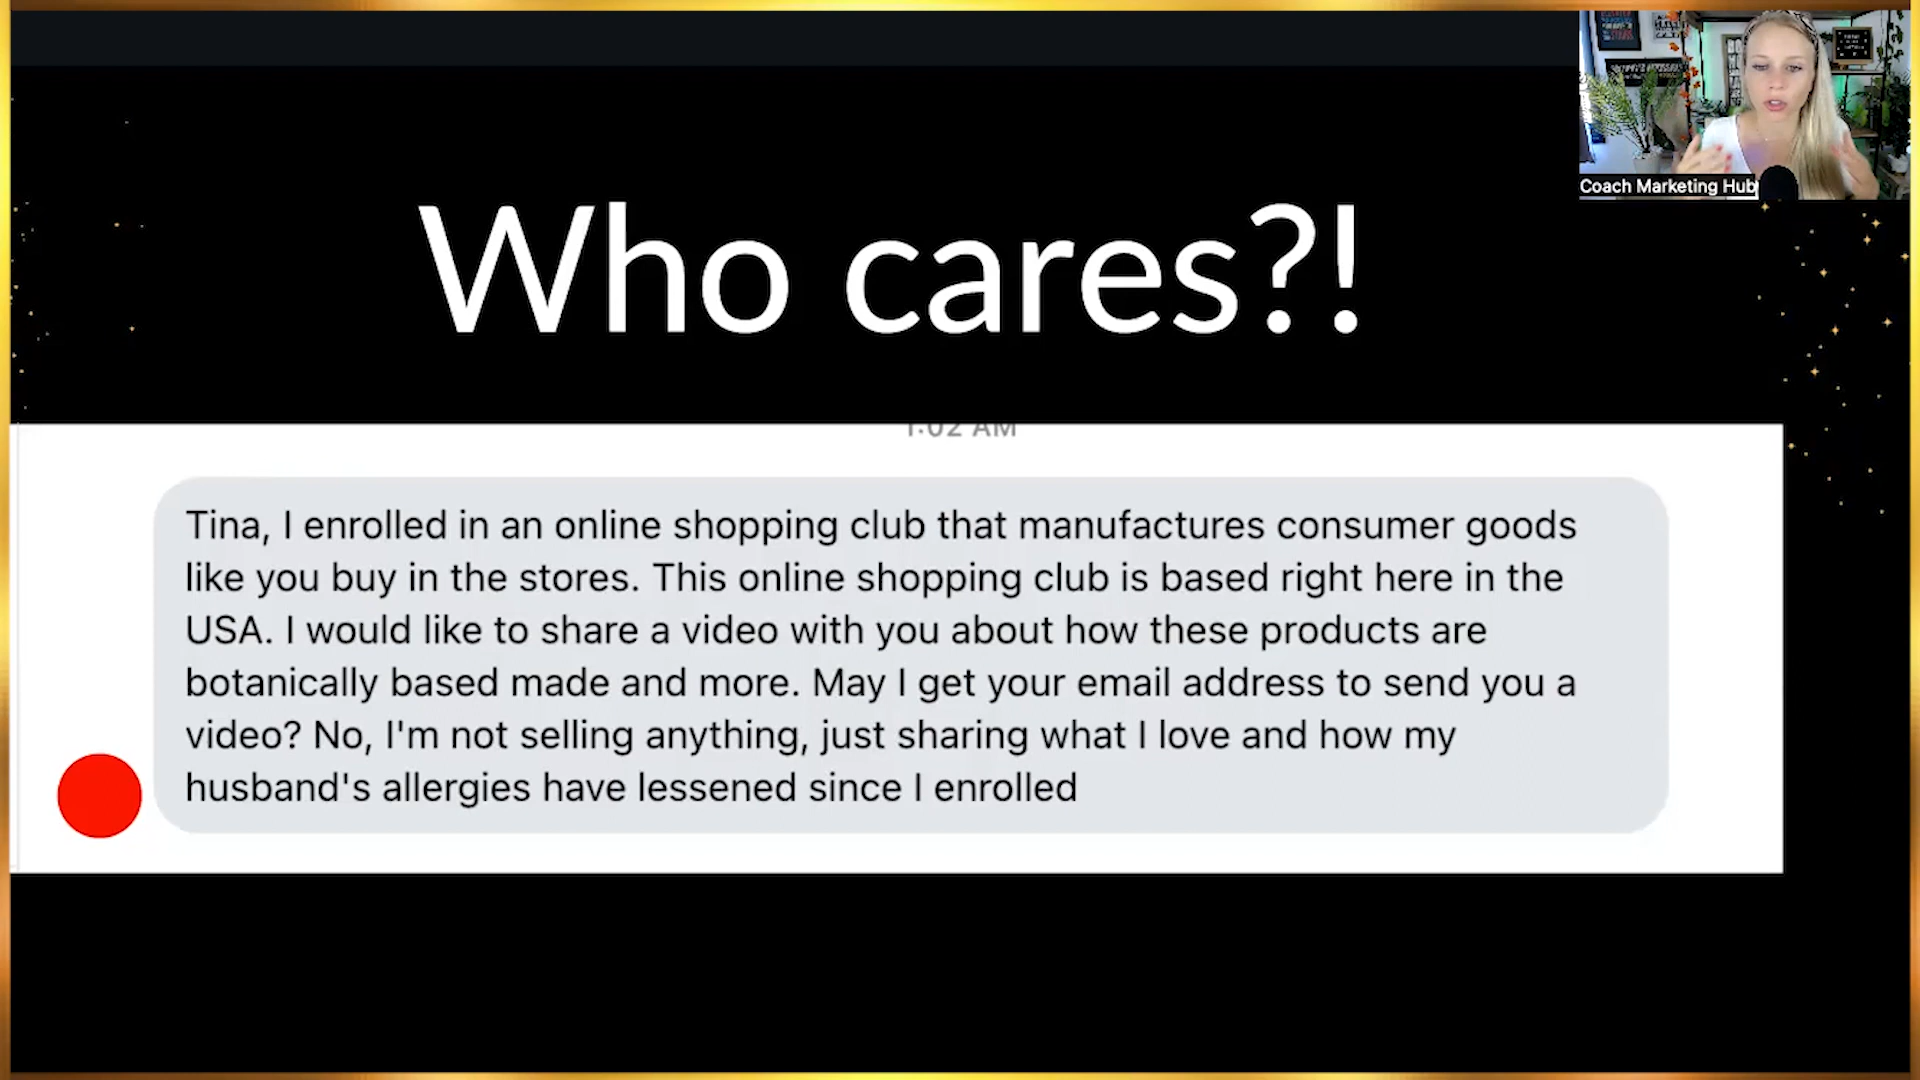 Coach Marketing Hub
Who cares?!
1:02 AM
Tina, I enrolled in an online shopping club that manufactures consumer goods
like you buy in the stores. This online shopping club is based right here in the
USA. I would like to share a video with you about how these products are
botanically based made and more. May I get your email address to send you a
video? No, I'm not selling anything, just sharing what I love and how my
husband's allergies have lessened since I enrolled